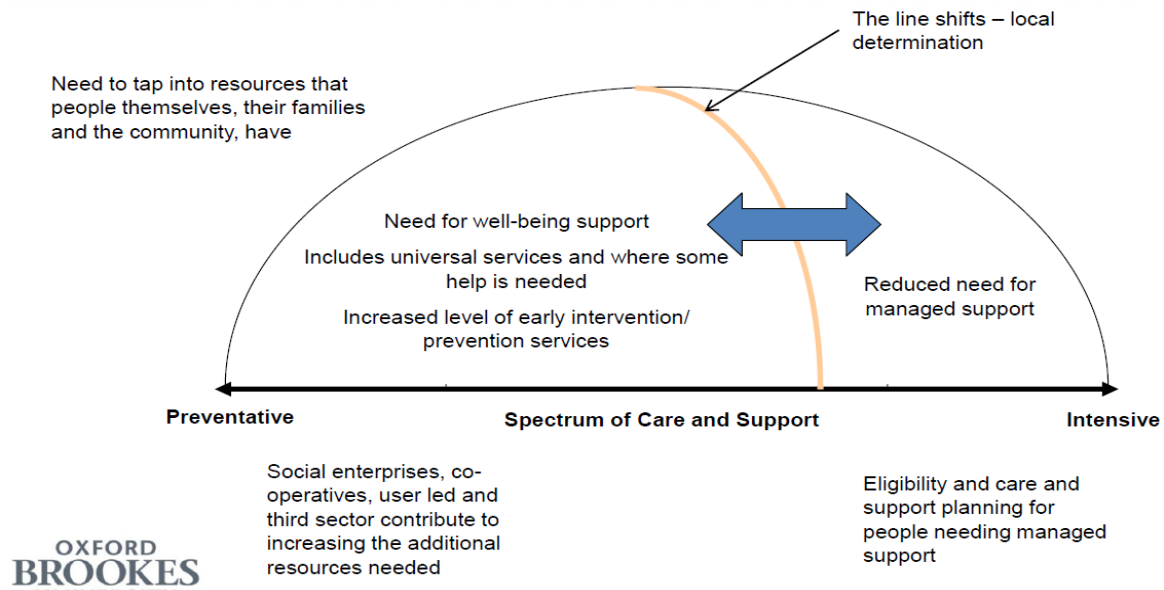 The line shifts – local
determination
Need to tap into resources that
people themselves, their families
and the community, have
Need for well-being support
Includes universal services and where some
help is needed
Increased level of early intervention/
prevention services
Reduced need for
managed support
Preventative
Spectrum of Care and Support
Intensive
Social enterprises, co-
operatives, user led and
third sector contribute to
increasing the additional
resources needed
Eligibility and care and
support planning for
people needing managed
support
OXFORD
BROOKES